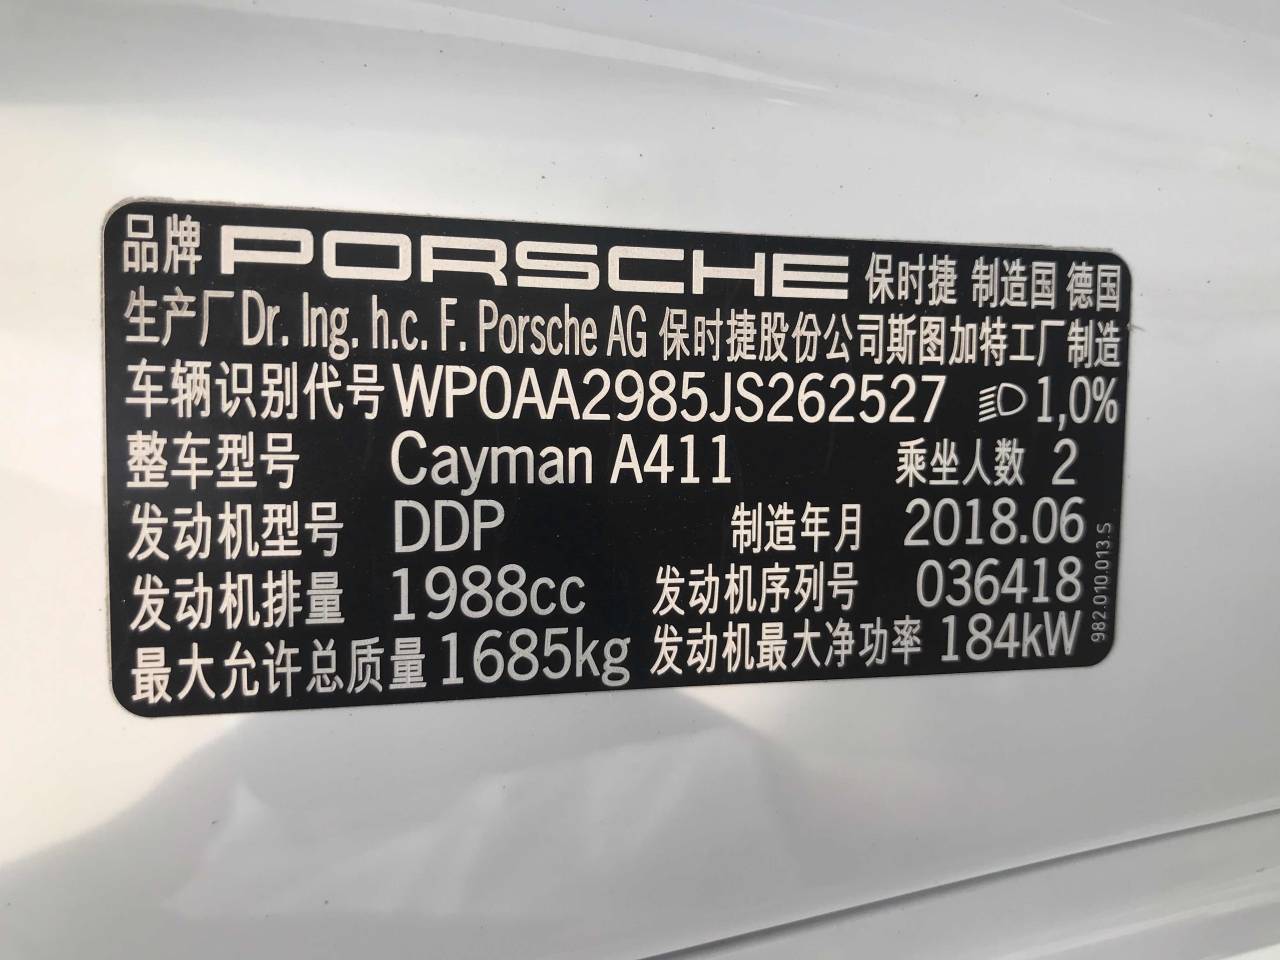 品牌 PORSCHE 保时捷 制造国 德国
生产厂 Dr. Ing. h.c. F. Porsche AG 保时捷股份公司斯图加特工厂制造
车辆识别代号 WP0AA2985JS262527 1,0%
整车型号 Cayman A411 乘坐人数 2
发动机型号 DDP 制造年月 2018.06
发动机排量 1988cc 发动机序列号 036418
最大允许总质量 1685kg 发动机最大净功率 184kW
982.010.013.S